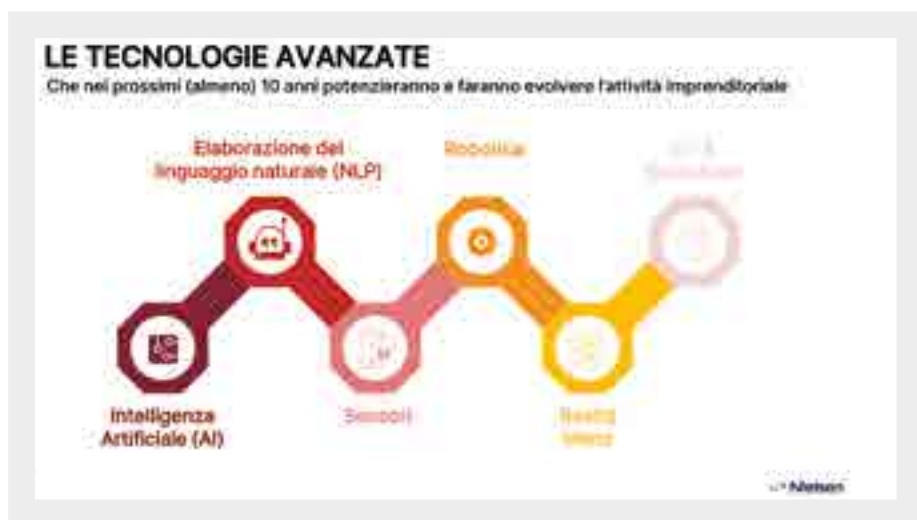 LE TECNOLOGIE AVANZATE
Che nei prossimi (almeno) 10 anni potenzieranno e faranno evolvere l'attività imprenditoriale
Elaborazione del
linguaggio naturale (NLP)
Robotica
Intelligenza
Artificiale (AI)
Sensori
Realtà
Nielsen